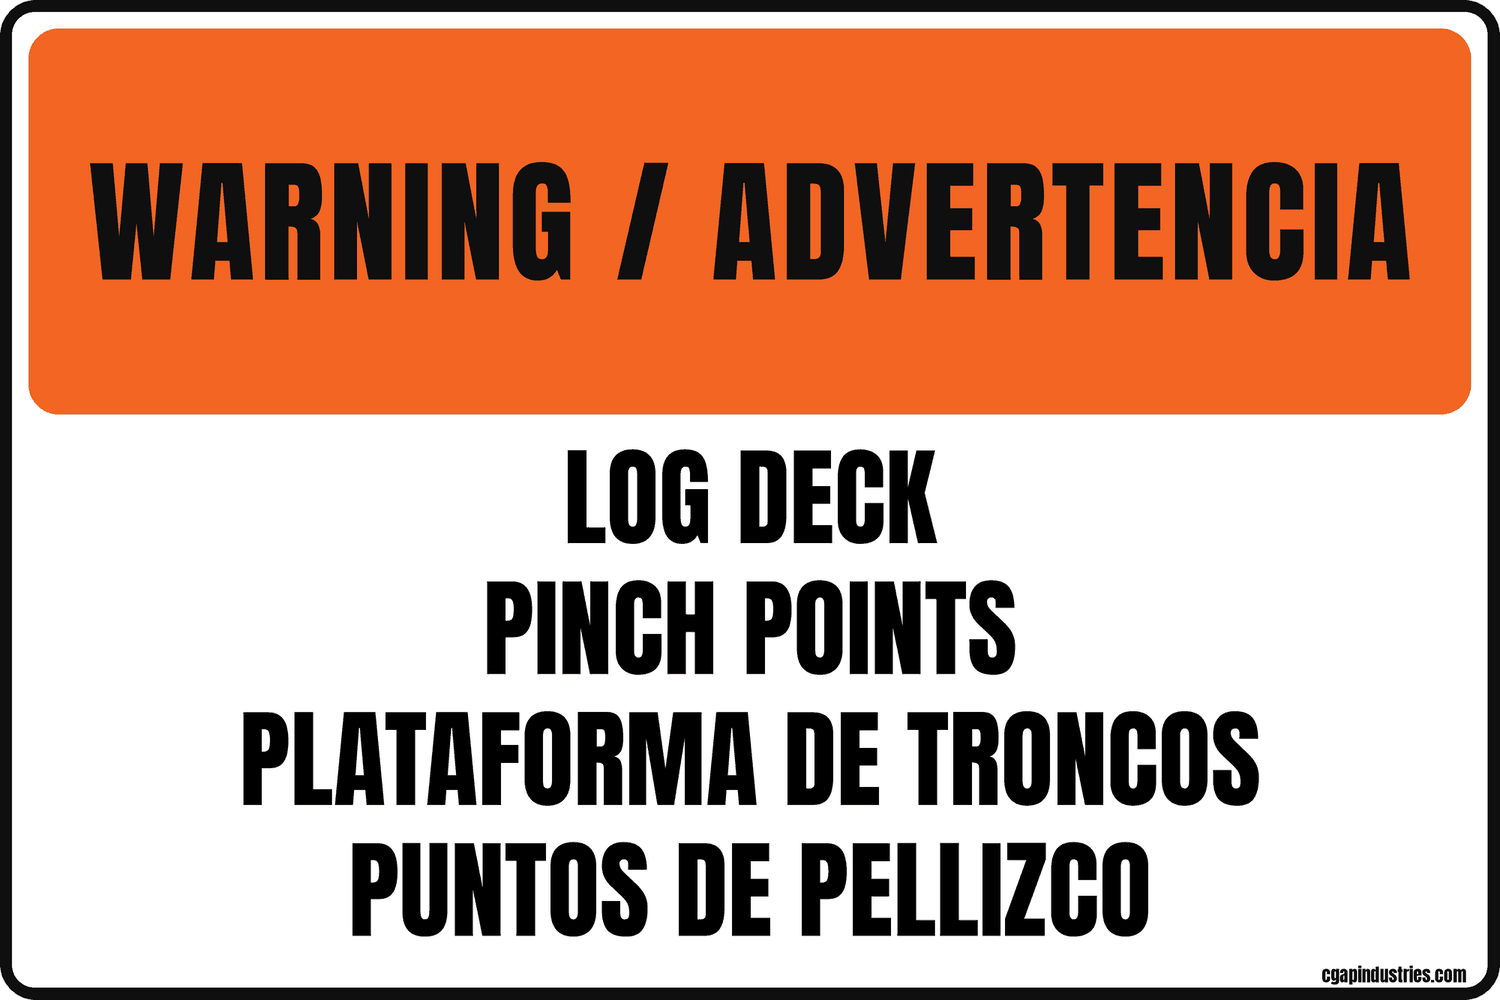 WARNING / ADVERTENCIA
LOG DECK
PINCH POINTS
PLATAFORMA DE TRONCOS
PUNTOS DE PELLIZCO
cgapindustries.com